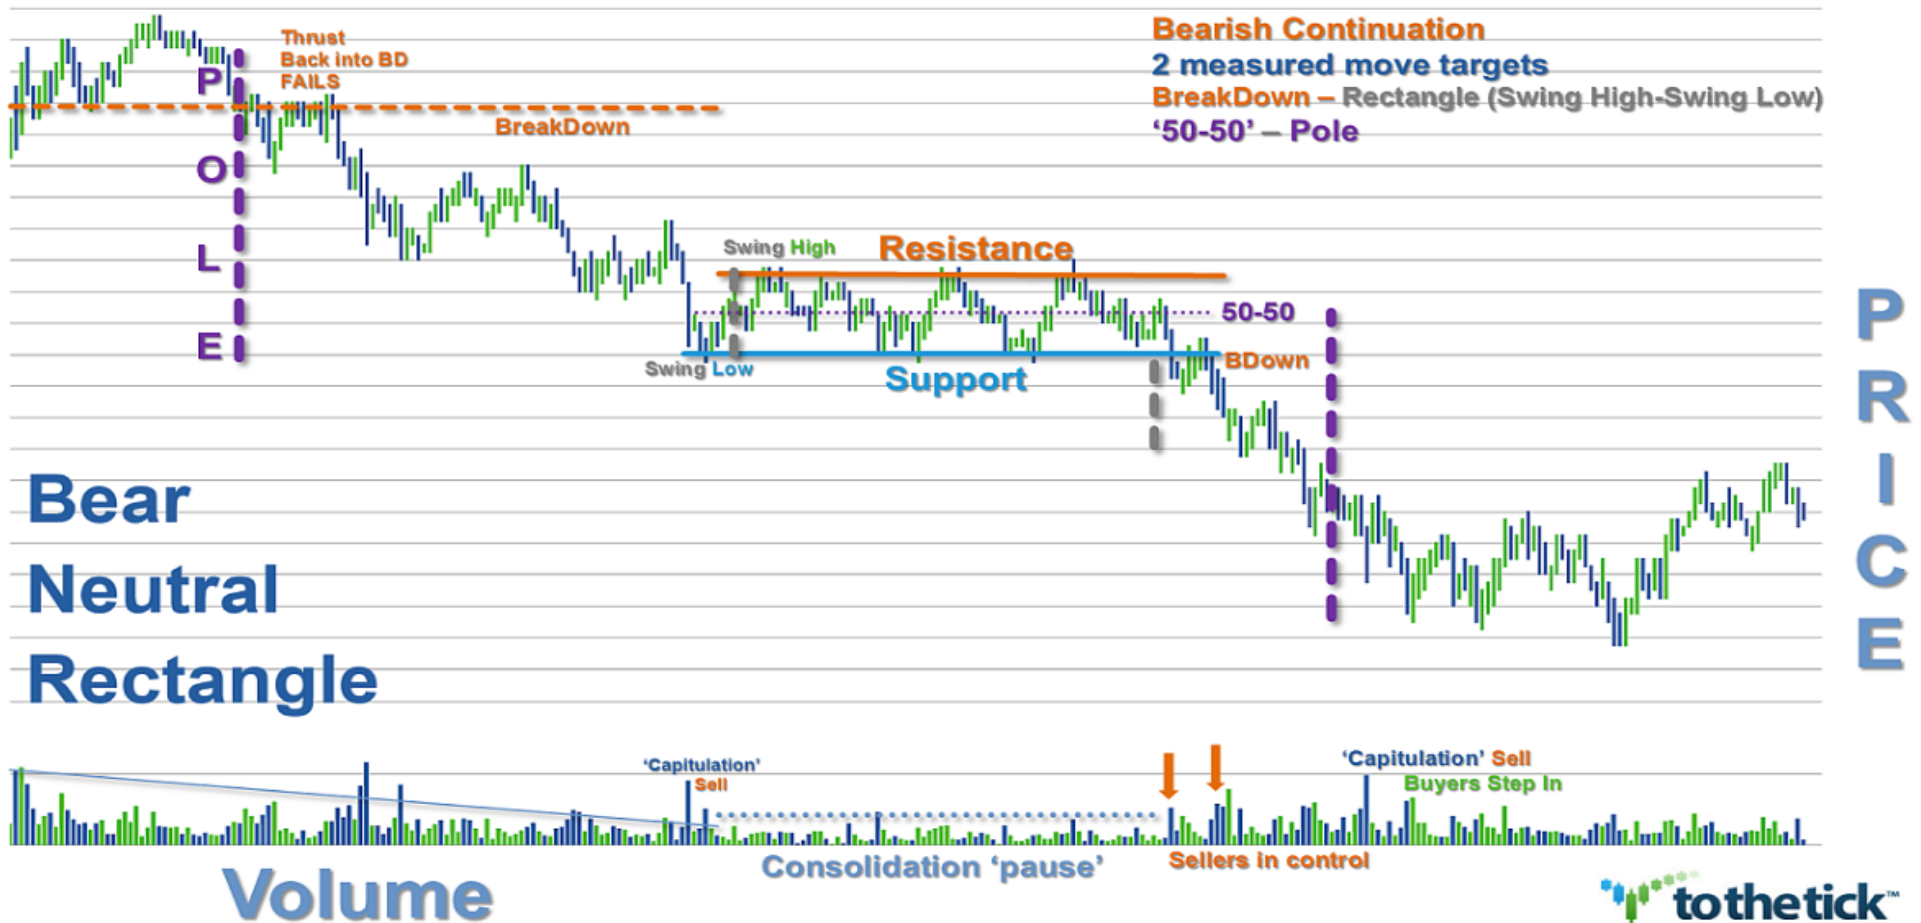 Thrust
Back into BD
FAILS
Bearish Continuation
2 measured move targets
BreakDown – Rectangle (Swing High-Swing Low)
‘50-50’ – Pole
BreakDown
P
O
L
E
Swing High
Resistance
50-50
BDown
Swing Low
Support
P
R
I
C
E
Bear
Neutral
Rectangle
‘Capitulation’
Sell
‘Capitulation’ Sell
Buyers Step In
Consolidation ‘pause’
Sellers in control
Volume
tothetick™